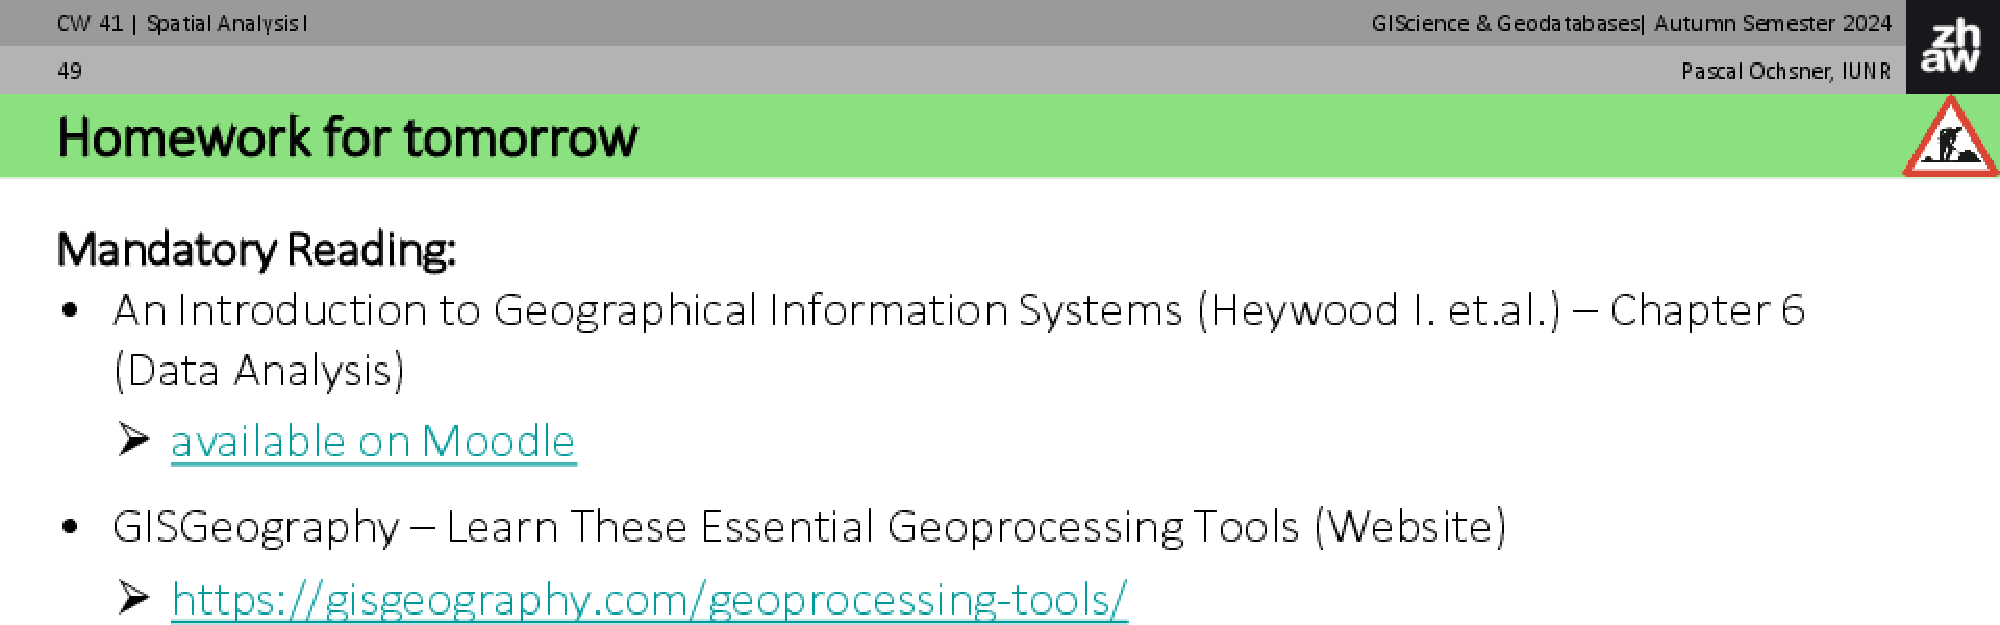 CW 41 | Spatial Analysis I
GIScience & Geodatabases| Autumn Semester 2024
49
Pascal Ochsner, IUNR
zh
aw
Homework for tomorrow
Mandatory Reading:
• An Introduction to Geographical Information Systems (Heywood I. et.al.) – Chapter 6
(Data Analysis)
➢ available on Moodle
• GISGeography – Learn These Essential Geoprocessing Tools (Website)
➢ https://gisgeography.com/geoprocessing-tools/